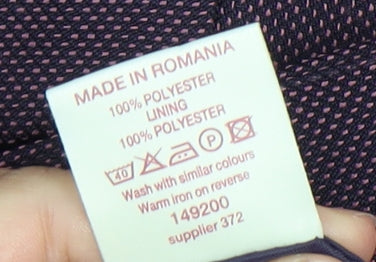 MADE IN ROMANIA
100% POLYESTER
LINING
100% POLYESTER
40 P
Wash with similar colours
Warm iron on reverse
149200
supplier 372